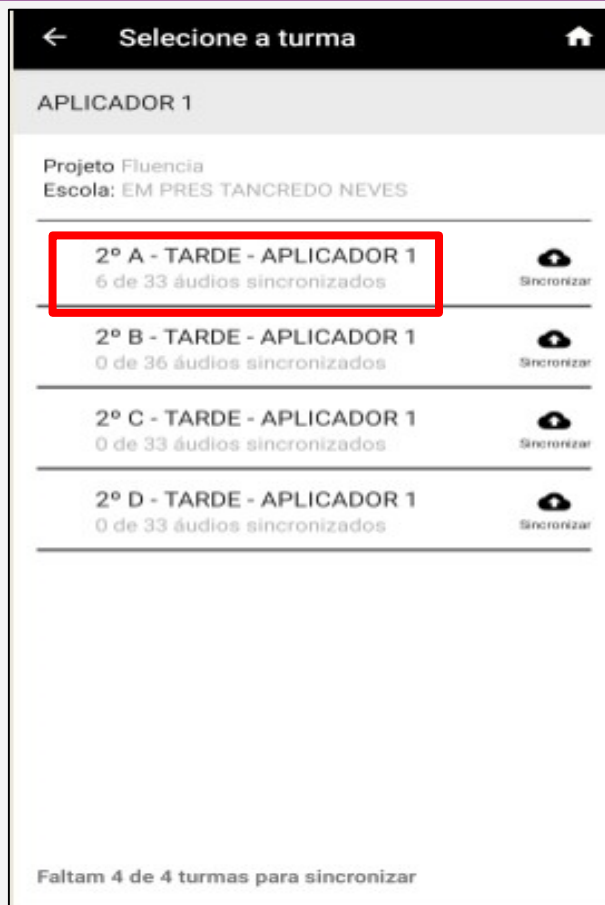 Selecione a turma
APLICADOR 1
Projeto Fluencia
Escola: EM PRES TANCREDO NEVES
2º A - TARDE - APLICADOR 1
6 de 33 áudios sincronizados
Sincronizar
2º B - TARDE - APLICADOR 1
0 de 36 áudios sincronizados
Sincronizar
2º C - TARDE - APLICADOR 1
0 de 33 áudios sincronizados
Sincronizar
2º D - TARDE - APLICADOR 1
0 de 33 áudios sincronizados
Sincronizar
Faltam 4 de 4 turmas para sincronizar